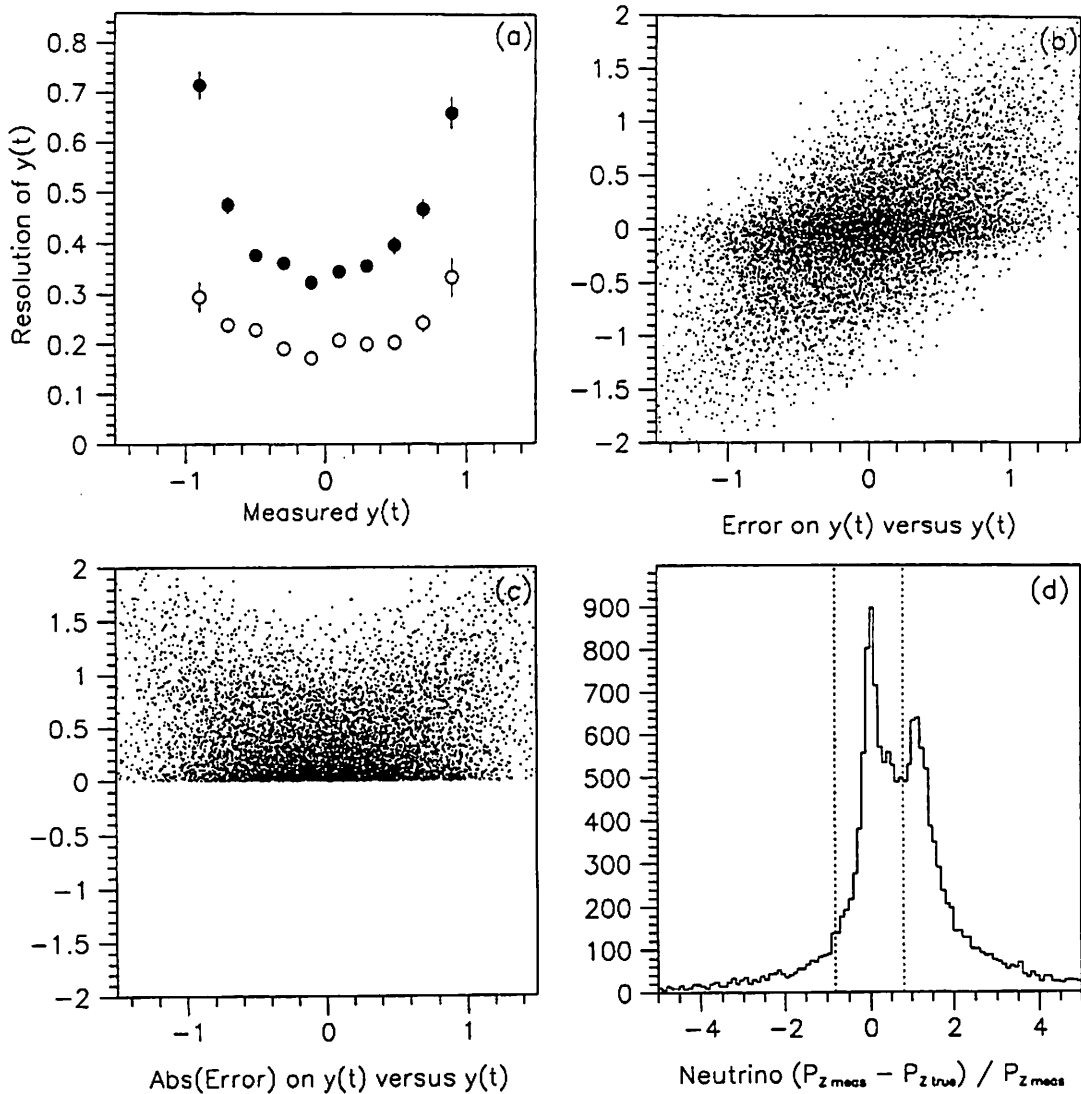 (a)
Resolution of y(t)
0.8
0.7
0.6
0.5
0.4
0.3
0.2
0.1
0
−1 0 1
Measured y(t)
(b)
2
1.5
1
0.5
0
−0.5
−1
−1.5
−2
−1 0 1
Error on y(t) versus y(t)
(c)
2
1.5
1
0.5
0
−0.5
−1
−1.5
−2
−1 0 1
Abs(Error) on y(t) versus y(t)
(d)
900
800
700
600
500
400
300
200
100
0
−4 −2 0 2 4
Neutrino (P_Z meas − P_Z true) / P_Z meas